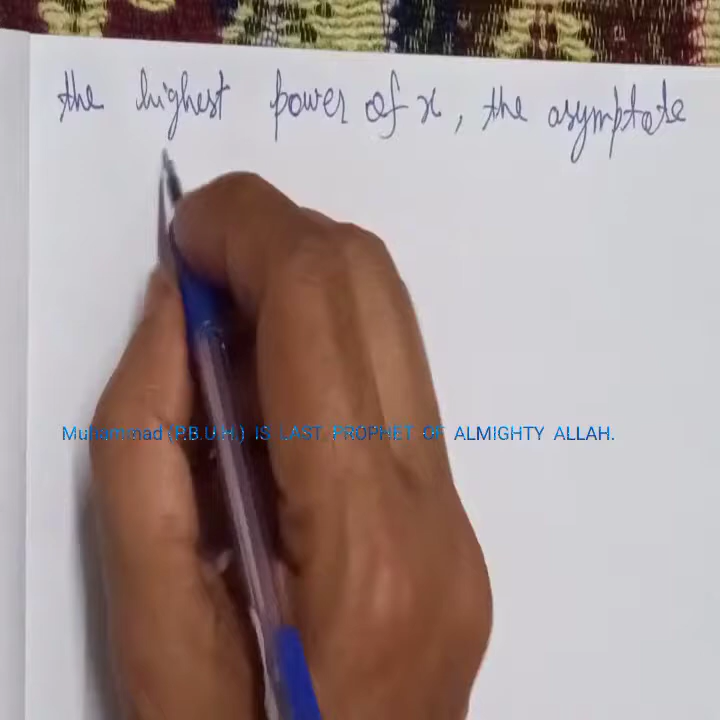 the highest power of x, the asymptote
Muhammad (P.B.U.H.) IS LAST PROPHET OF ALMIGHTY ALLAH.